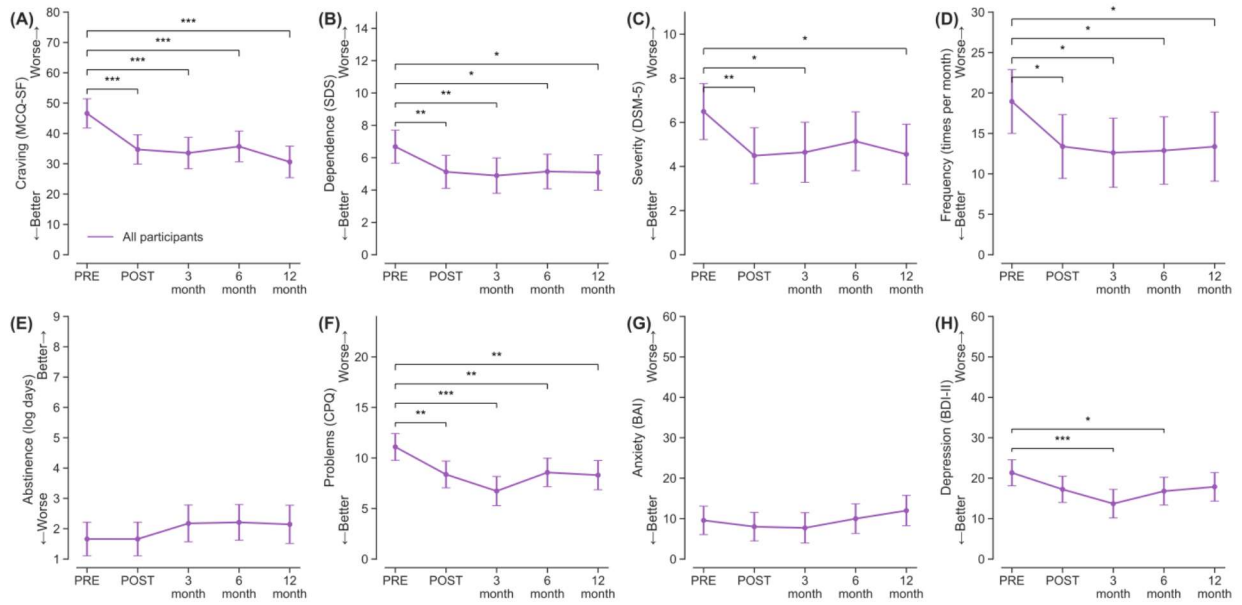 (A)
Craving (MCQ-SF)
←Better
Worse→
80
70
60
50
40
30
20
10
0
***
***
***
***
All participants
PRE
POST
3 month
6 month
12 month
(B)
Dependence (SDS)
←Better
Worse→
14
12
10
8
6
4
2
0
*
*
**
**
PRE
POST
3 month
6 month
12 month
(C)
Severity (DSM-5)
←Better
Worse→
10
8
6
4
2
0
*
*
**
PRE
POST
3 month
6 month
12 month
(D)
Frequency (times per month)
←Better
Worse→
30
25
20
15
10
5
0
*
*
*
*
PRE
POST
3 month
6 month
12 month
(E)
Abstinence (log days)
←Worse
Better→
9
8
7
6
5
4
3
2
1
PRE
POST
3 month
6 month
12 month
(F)
Problems (CPQ)
←Better
Worse→
20
15
10
5
0
**
**
***
**
PRE
POST
3 month
6 month
12 month
(G)
Anxiety (BAI)
←Better
Worse→
60
50
40
30
20
10
0
PRE
POST
3 month
6 month
12 month
(H)
Depression (BDI-II)
←Better
Worse→
60
50
40
30
20
10
0
*
***
PRE
POST
3 month
6 month
12 month